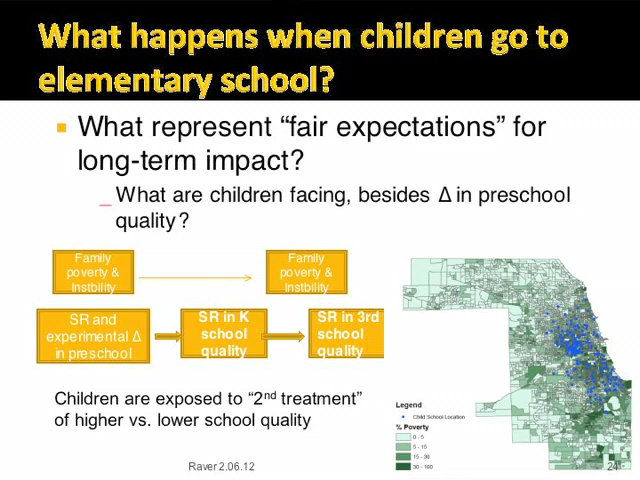 What happens when children go to
elementary school?
What represent “fair expectations” for
long-term impact?
What are children facing, besides Δ in preschool
quality?
Family
poverty &
Instbility
Family
poverty &
Instbility
SR and
experimental Δ
in preschool
SR in K
school
quality
SR in 3rd
school
quality
Children are exposed to “2nd treatment”
of higher vs. lower school quality
Legend
Child School Location
% Poverty
0 - 5
5 - 15
15 - 30
30 - 100
Raver 2.06.12
24